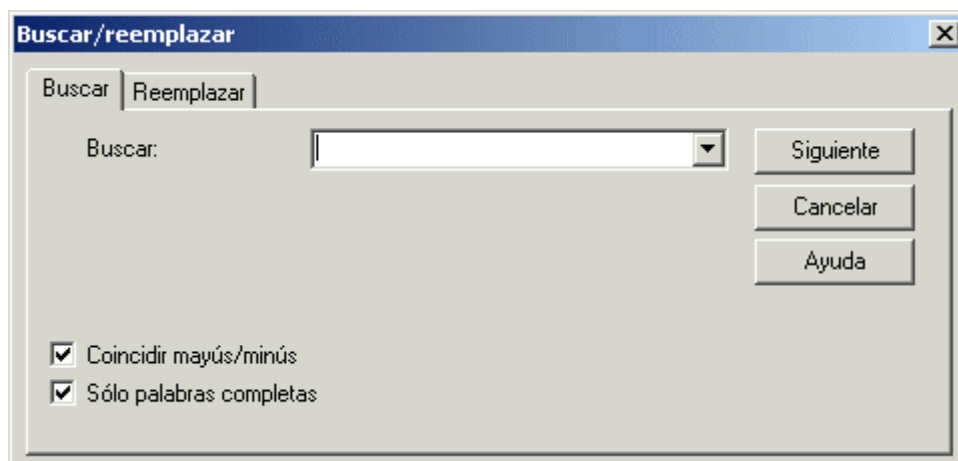 Buscar/reemplazar
Buscar Reemplazar
Buscar: Siguiente
Cancelar
Ayuda
Coincidir mayús/minús
Sólo palabras completas